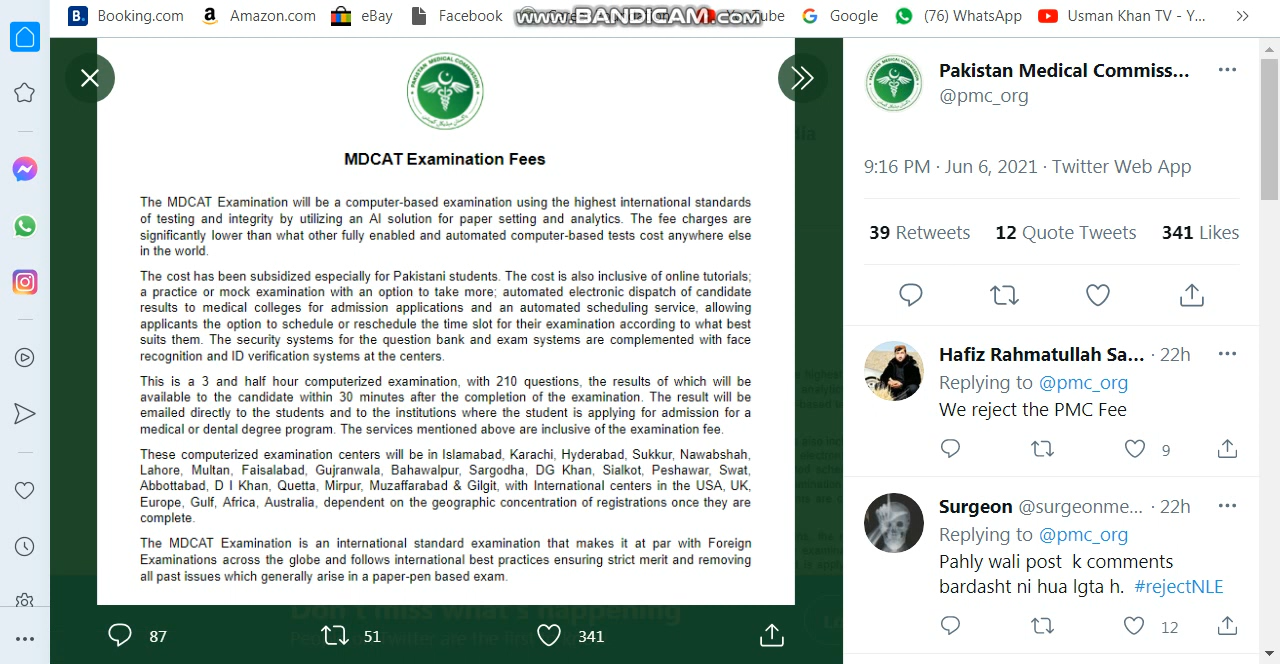 Booking.com
Amazon.com
eBay
Facebook
www.BANDICAM.com
Google
(76) WhatsApp
Usman Khan TV - Y...
PAKISTAN MEDICAL COMMISSION
MDCAT Examination Fees
The MDCAT Examination will be a computer-based examination using the highest international standards
of testing and integrity by utilizing an AI solution for paper setting and analytics. The fee charges are
significantly lower than what other fully enabled and automated computer-based tests cost anywhere else
in the world.
The cost has been subsidized especially for Pakistani students. The cost is also inclusive of online tutorials;
a practice or mock examination with an option to take more; automated electronic dispatch of candidate
results to medical colleges for admission applications and an automated scheduling service, allowing
applicants the option to schedule or reschedule the time slot for their examination according to what best
suits them. The security systems for the question bank and exam systems are complemented with face
recognition and ID verification systems at the centers.
This is a 3 and half hour computerized examination, with 210 questions, the results of which will be
available to the candidate within 30 minutes after the completion of the examination. The result will be
emailed directly to the students and to the institutions where the student is applying for admission for a
medical or dental degree program. The services mentioned above are inclusive of the examination fee.
These computerized examination centers will be in Islamabad, Karachi, Hyderabad, Sukkur, Nawabshah,
Lahore, Multan, Faisalabad, Gujranwala, Bahawalpur, Sargodha, DG Khan, Sialkot, Peshawar, Swat,
Abbottabad, D I Khan, Quetta, Mirpur, Muzaffarabad & Gilgit, with International centers in the USA, UK,
Europe, Gulf, Africa, Australia, dependent on the geographic concentration of registrations once they are
complete.
The MDCAT Examination is an international standard examination that makes it at par with Foreign
Examinations across the globe and follows international best practices ensuring strict merit and removing
all past issues which generally arise in a paper-pen based exam.
Don't miss what's happening
87
51
341
Pakistan Medical Commiss...
@pmc_org
9:16 PM · Jun 6, 2021 · Twitter Web App
39 Retweets 12 Quote Tweets 341 Likes
Hafiz Rahmatullah Sa... · 22h
Replying to @pmc_org
We reject the PMC Fee
9
Surgeon @surgeonme... · 22h
Replying to @pmc_org
Pahly wali post k comments
bardasht ni hua lgta h. #rejectNLE
12